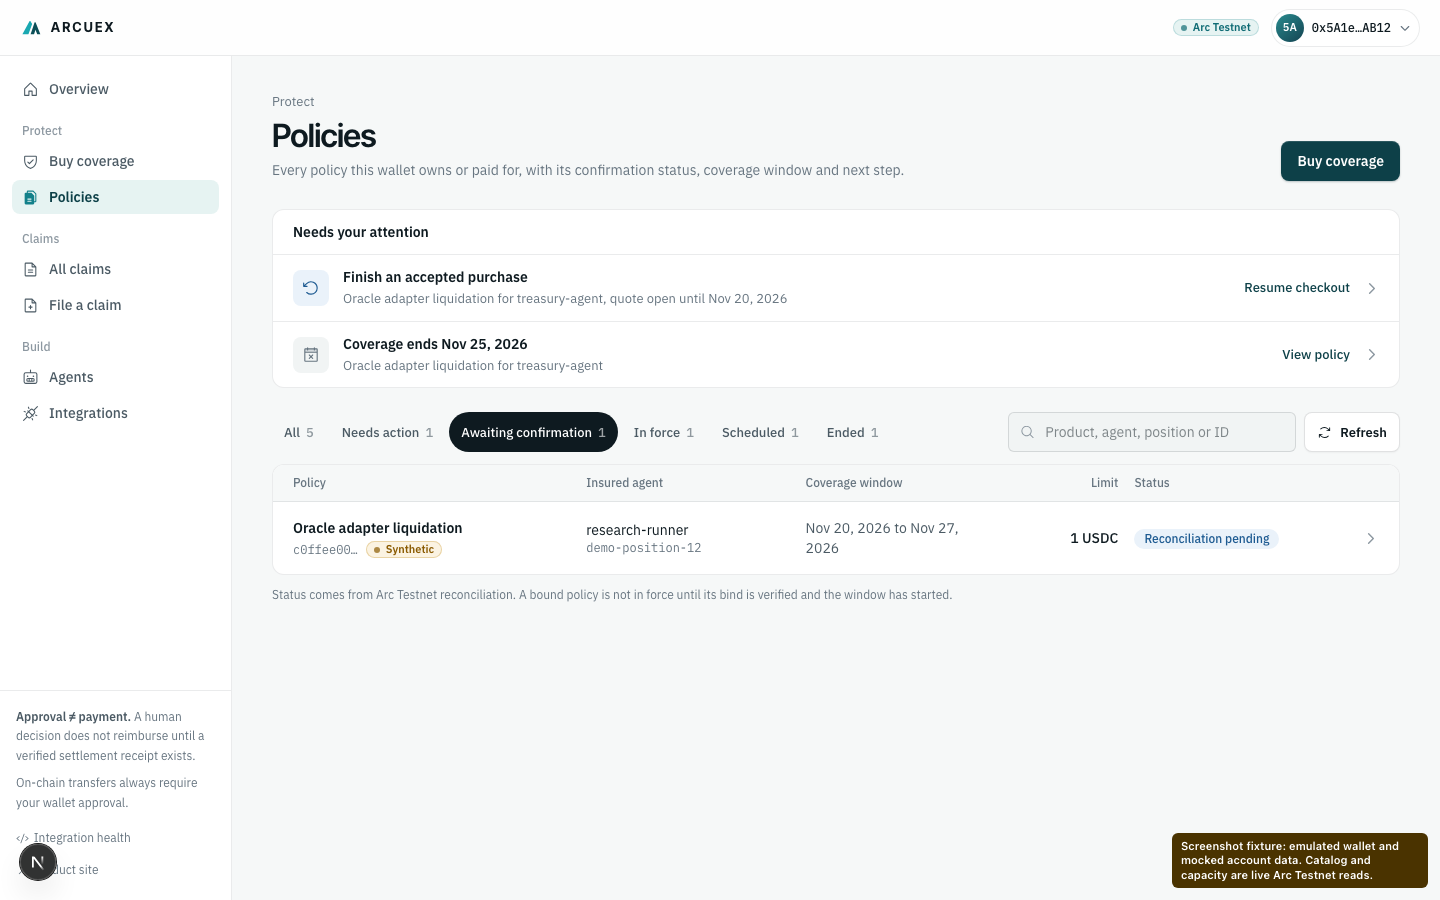 ARCUEX
Arc Testnet
5A
0x5A1e…AB12
Overview
Protect
Buy coverage
Policies
Claims
All claims
File a claim
Build
Agents
Integrations
Approval ≠ payment. A human
decision does not reimburse until a
verified settlement receipt exists.
On-chain transfers always require
your wallet approval.
</> Integration health
duct site
N
Protect
Policies
Every policy this wallet owns or paid for, with its confirmation status, coverage window and next step.
Buy coverage
Needs your attention
Finish an accepted purchase
Oracle adapter liquidation for treasury-agent, quote open until Nov 20, 2026
Resume checkout
Coverage ends Nov 25, 2026
Oracle adapter liquidation for treasury-agent
View policy
All 5
Needs action 1
Awaiting confirmation 1
In force 1
Scheduled 1
Ended 1
Product, agent, position or ID
Refresh
Policy
Insured agent
Coverage window
Limit
Status
Oracle adapter liquidation
c0ffee00…
Synthetic
research-runner
demo-position-12
Nov 20, 2026 to Nov 27,
2026
1 USDC
Reconciliation pending
Status comes from Arc Testnet reconciliation. A bound policy is not in force until its bind is verified and the window has started.
Screenshot fixture: emulated wallet and
mocked account data. Catalog and
capacity are live Arc Testnet reads.